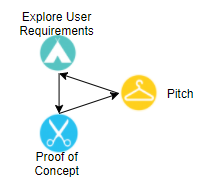 Explore User
Requirements
Pitch
Proof of
Concept